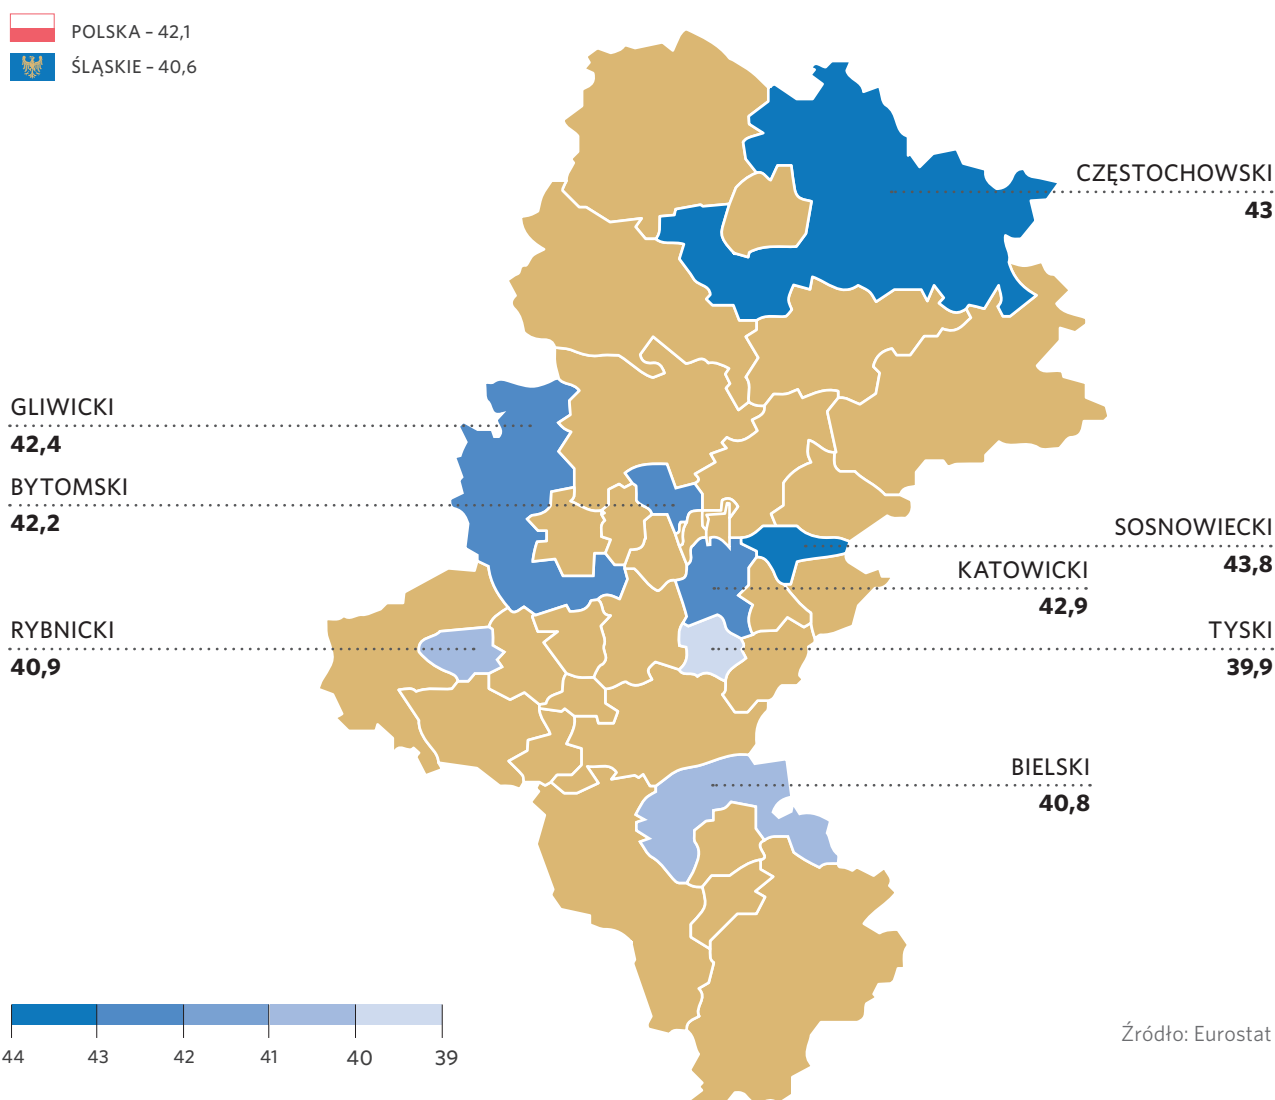 POLSKA – 42,1
ŚLĄSKIE – 40,6
CZĘSTOCHOWSKI
43
GLIWICKI
42,4
BYTOMSKI
42,2
SOSNOWIECKI
43,8
KATOWICKI
42,9
RYBNICKI
40,9
TYSKI
39,9
BIELSKI
40,8
44 43 42 41 40 39
Źródło: Eurostat